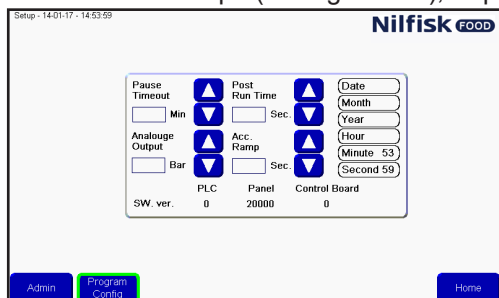 Setup - 14-01-17 - 14:53:59
Nilfisk FOOD
Pause
Timeout
Min
Post
Run Time
Sec.
Date
Month
Year
Hour
Minute 53
Second 59
Analouge
Output
Bar
Acc.
Ramp
Sec.
PLC Panel Control Board
SW. ver. 0 20000 0
Admin
Program
Config
Home